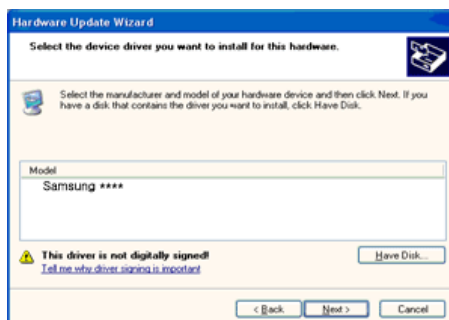 Hardware Update Wizard
Select the device driver you want to install for this hardware.
Select the manufacturer and model of your hardware device and then click Next. If you
have a disk that contains the driver you want to install, click Have Disk.
Model
Samsung ****
This driver is not digitally signed!
Have Disk...
Tell me why driver signing is important
< Back
Next >
Cancel